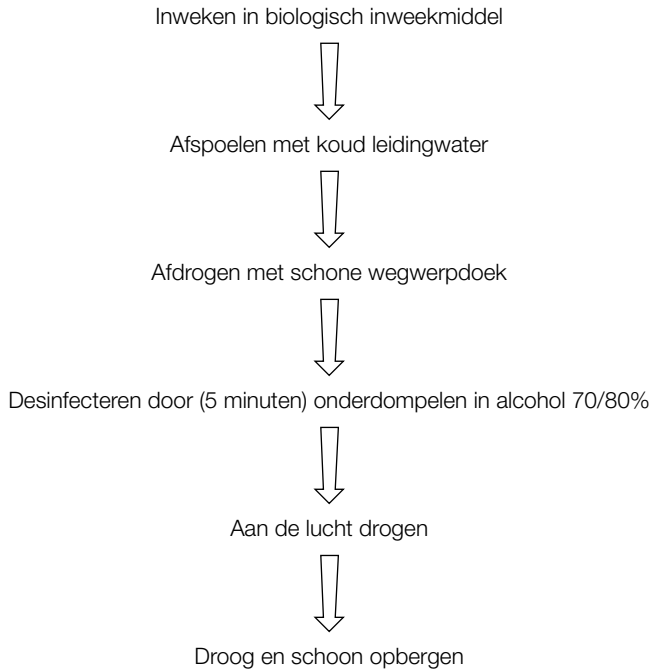 Inweken in biologisch inweekmiddel
Afspoelen met koud leidingwater
Afdrogen met schone wegwerpdoek
Desinfecteren door (5 minuten) onderdompelen in alcohol 70/80%
Aan de lucht drogen
Droog en schoon opbergen